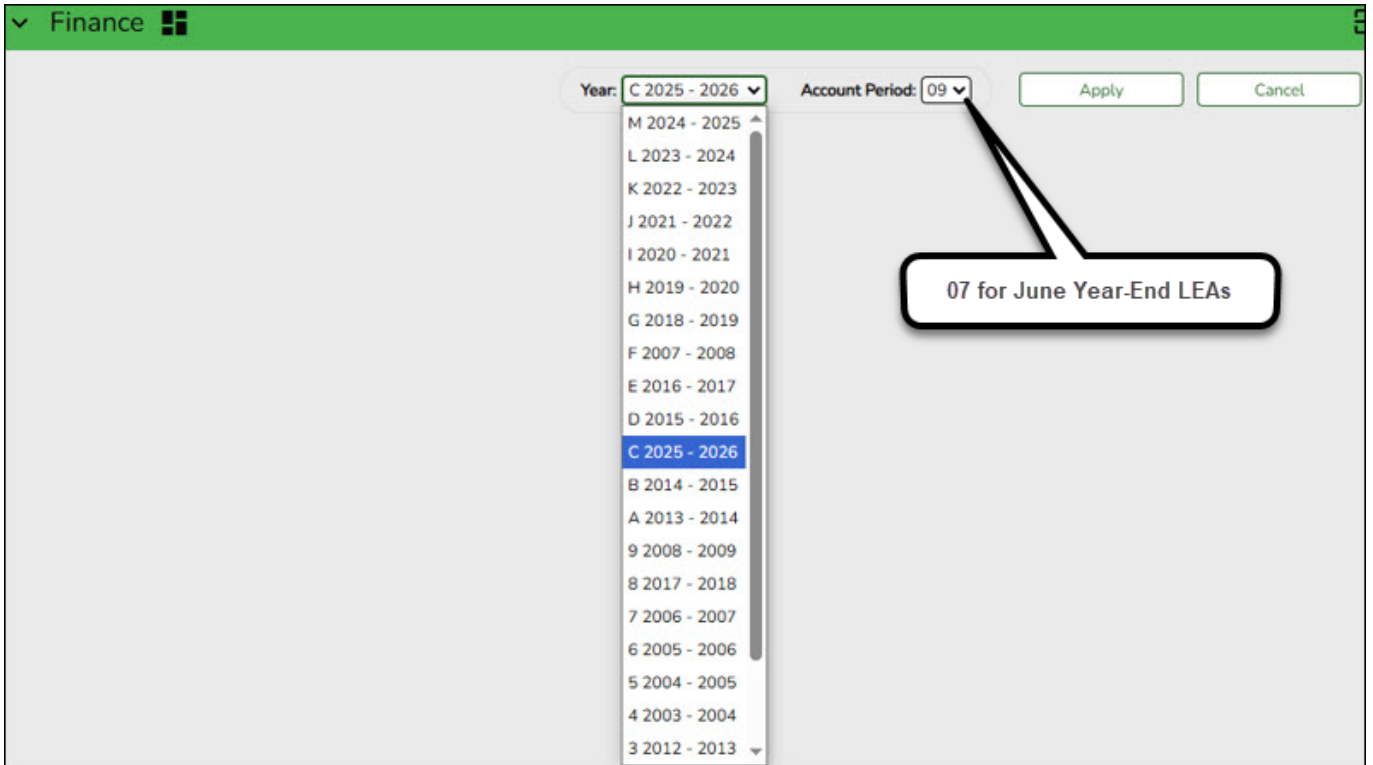 Finance
Year: C 2025 - 2026 Account Period: 09 Apply Cancel
M 2024 - 2025
L 2023 - 2024
K 2022 - 2023
J 2021 - 2022
I 2020 - 2021
H 2019 - 2020
G 2018 - 2019
F 2007 - 2008
E 2016 - 2017
D 2015 - 2016
C 2025 - 2026
B 2014 - 2015
A 2013 - 2014
9 2008 - 2009
8 2017 - 2018
7 2006 - 2007
6 2005 - 2006
5 2004 - 2005
4 2003 - 2004
3 2012 - 2013
07 for June Year-End LEAs